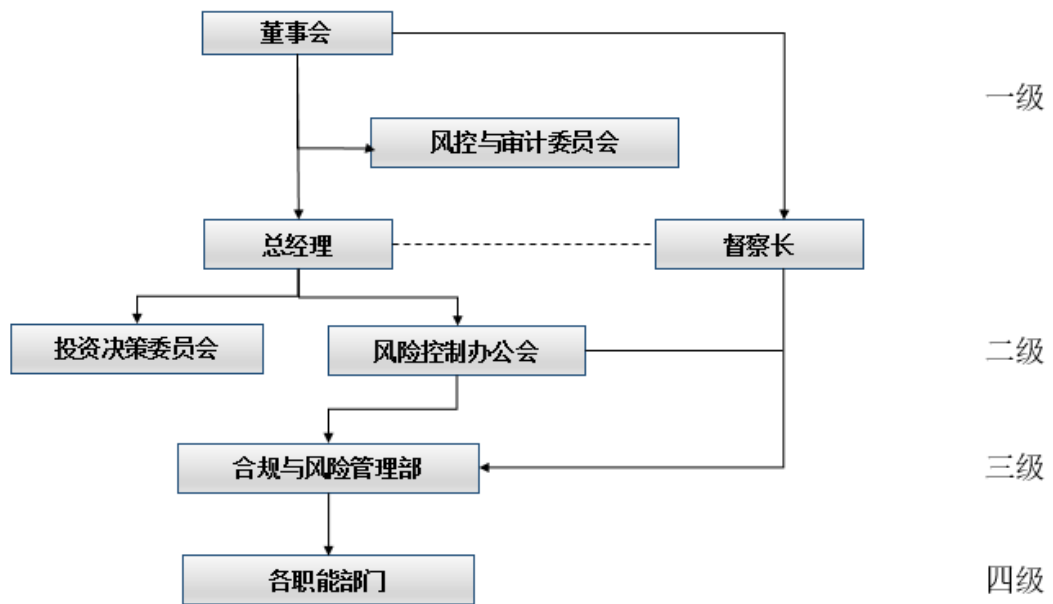 董事会
一级
风控与审计委员会
总经理
督察长
投资决策委员会
风险控制办公会
二级
合规与风险管理部
三级
各职能部门
四级